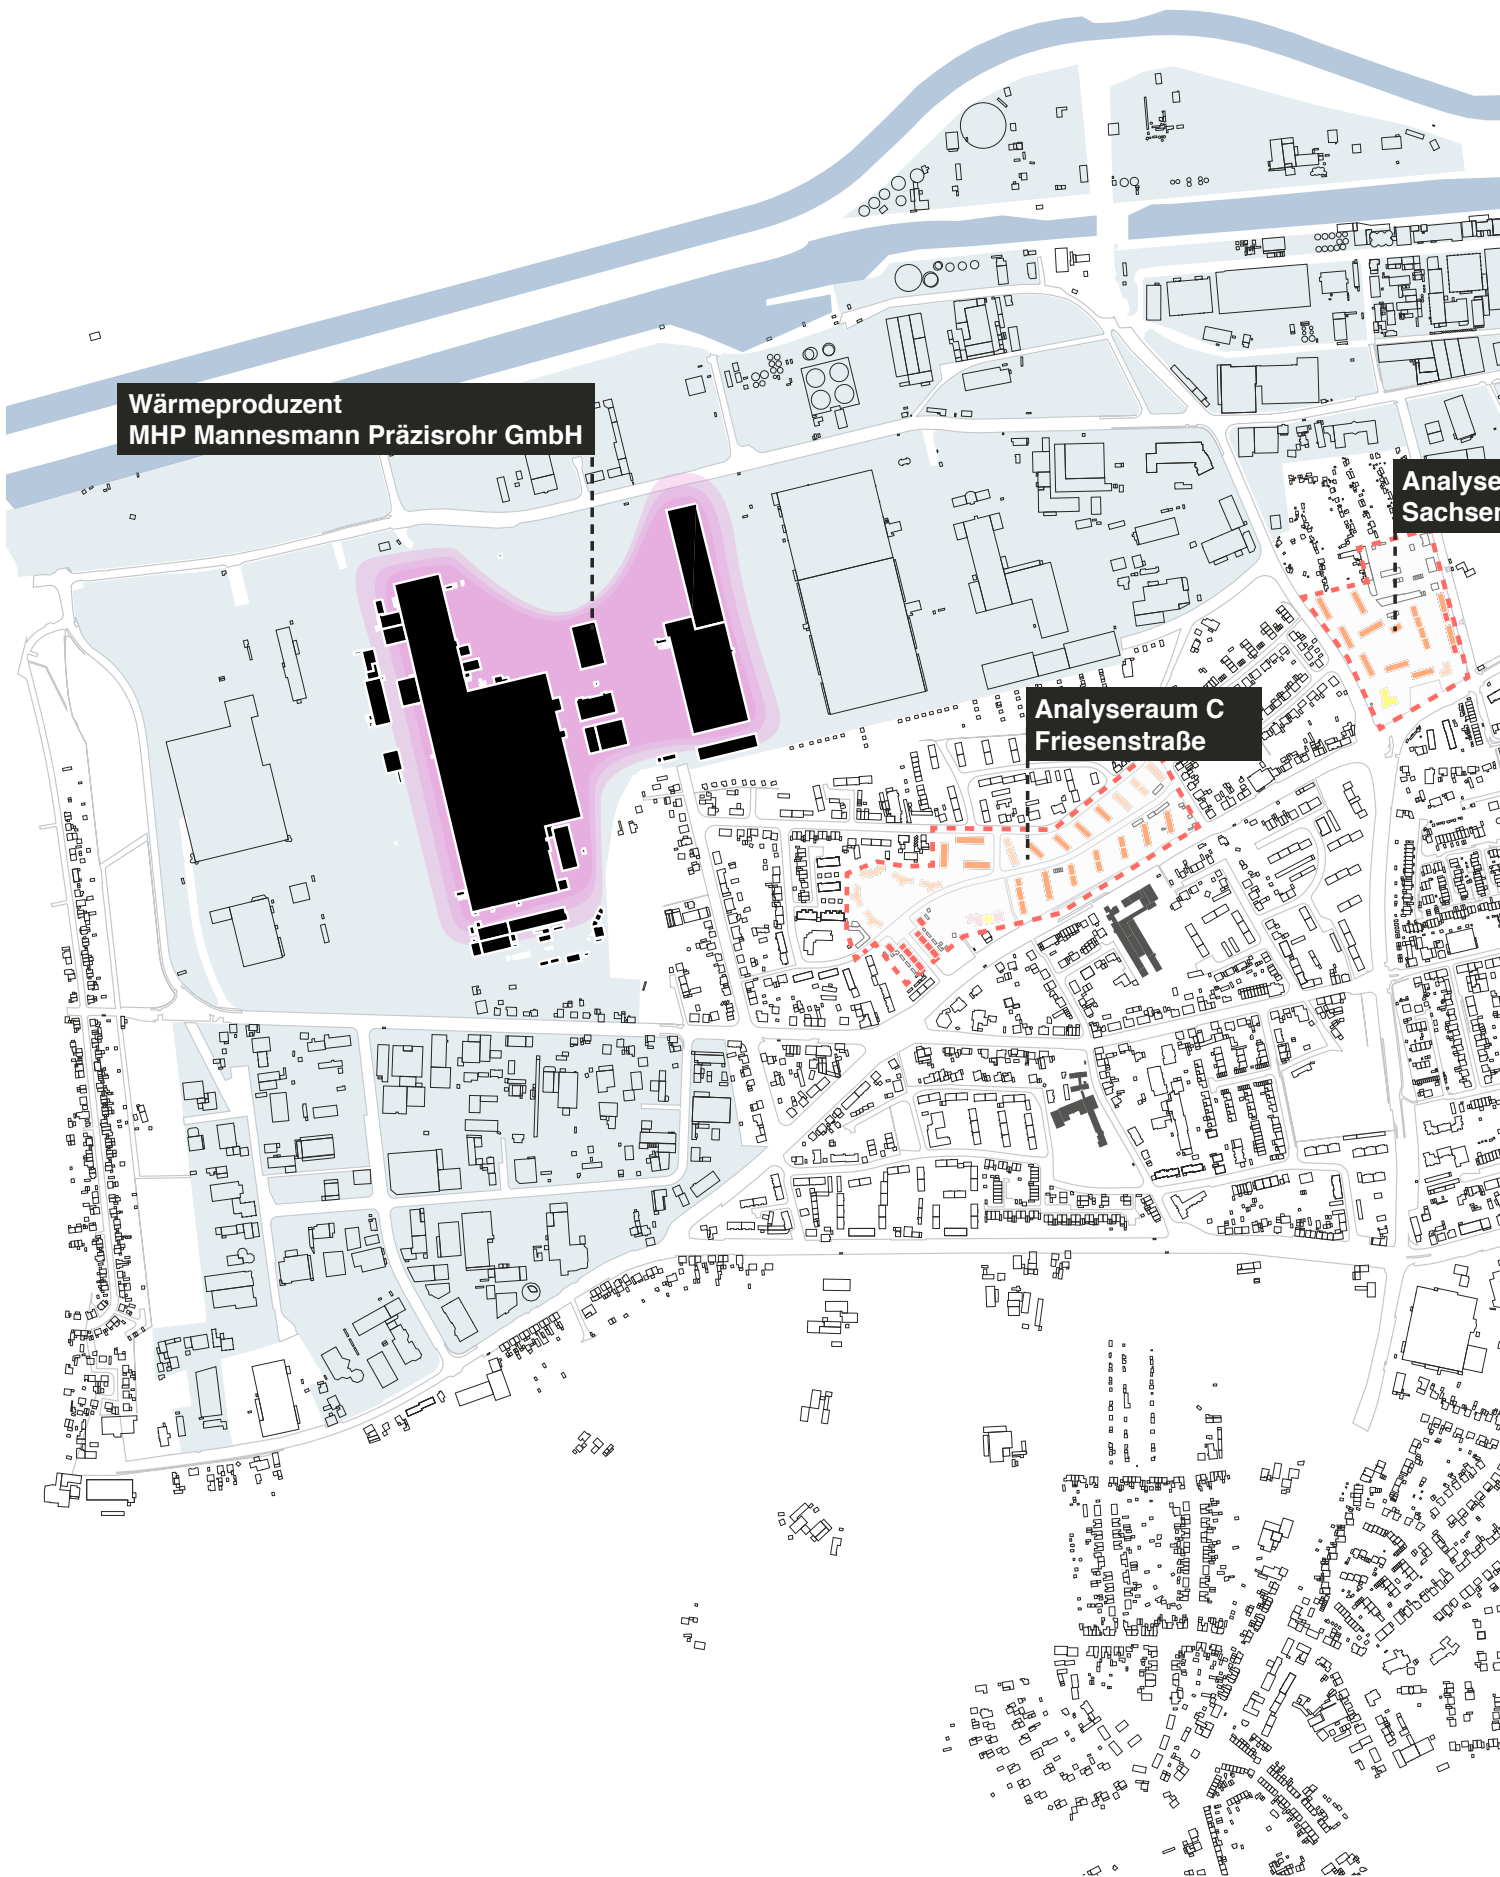 Wärmeproduzent
MHP Mannesmann Präzisrohr GmbH
Analyse
Sachsen
Analyseraum C
Friesenstraße